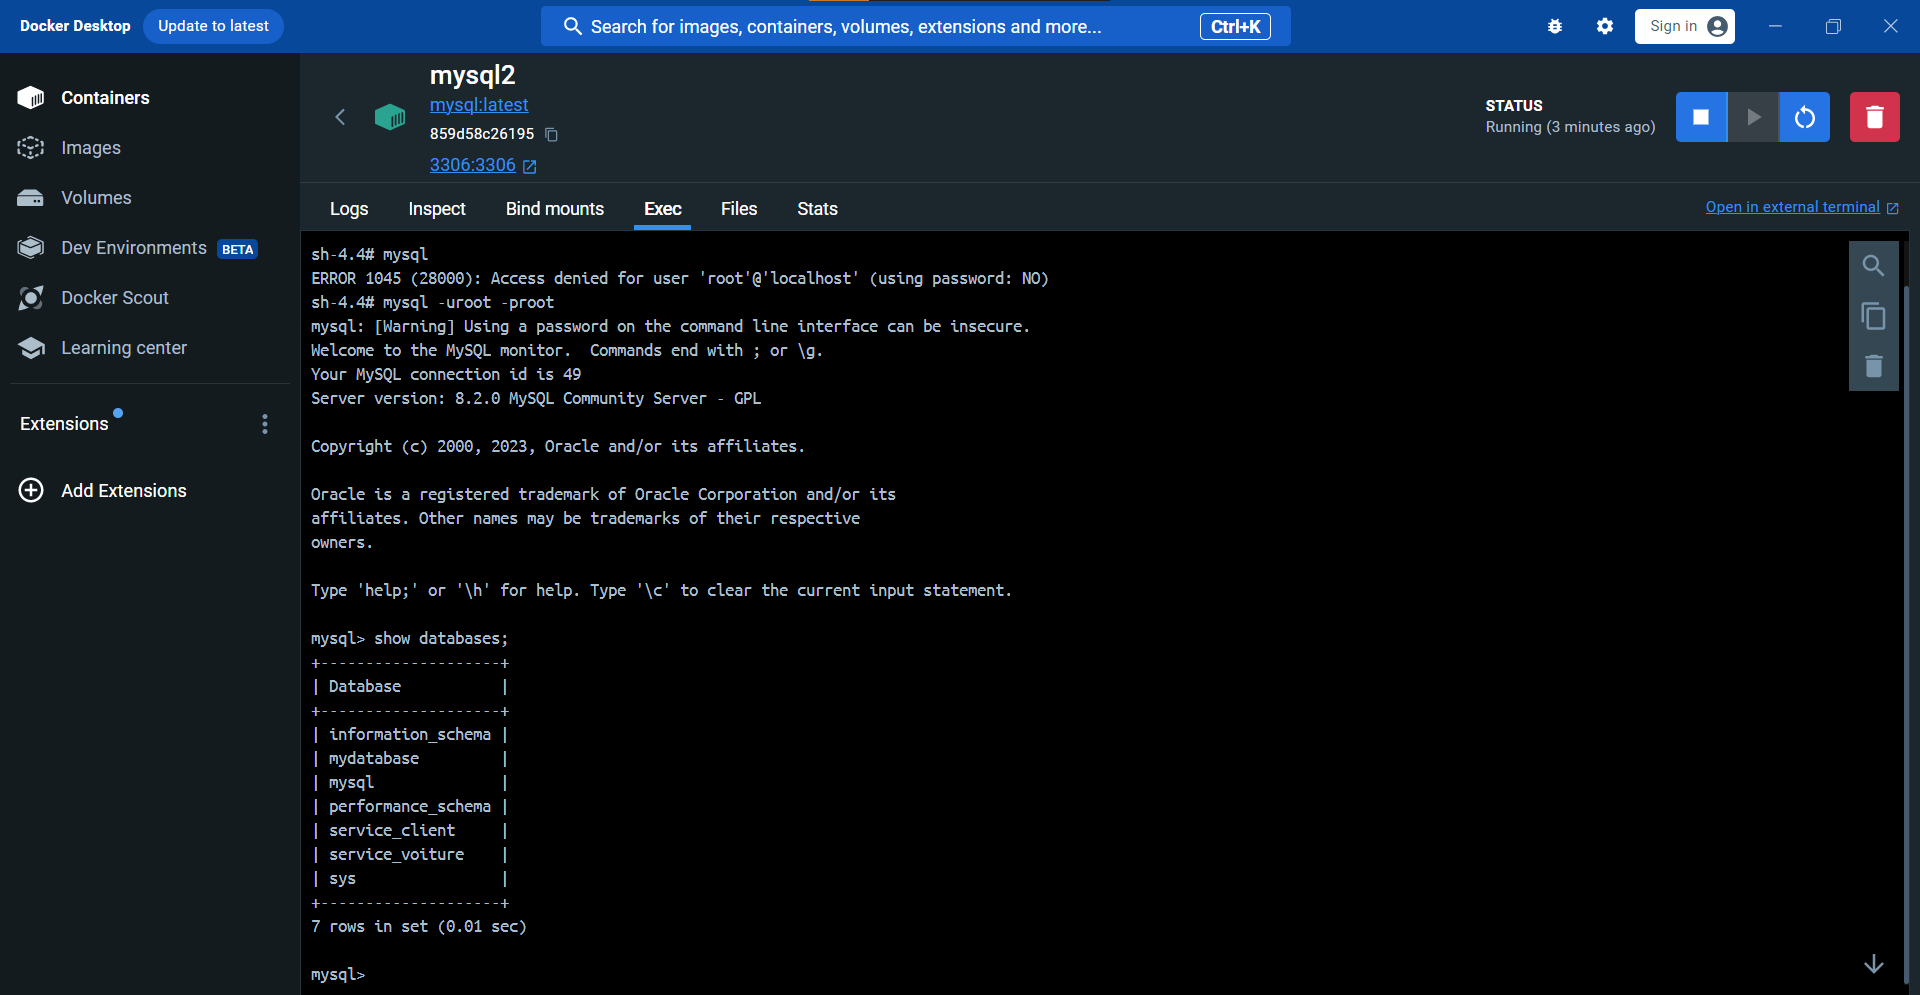 Docker Desktop
Update to latest
Search for images, containers, volumes, extensions and more...
Ctrl+K
Sign in
Containers
Images
Volumes
Dev Environments BETA
Docker Scout
Learning center
Extensions
Add Extensions
mysql2
mysql:latest
859d58c26195
3306:3306
STATUS
Running (3 minutes ago)
Logs Inspect Bind mounts Exec Files Stats
Open in external terminal
sh-4.4# mysql
ERROR 1045 (28000): Access denied for user 'root'@'localhost' (using password: NO)
sh-4.4# mysql -uroot -proot
mysql: [Warning] Using a password on the command line interface can be insecure.
Welcome to the MySQL monitor.  Commands end with ; or \g.
Your MySQL connection id is 49
Server version: 8.2.0 MySQL Community Server - GPL
Copyright (c) 2000, 2023, Oracle and/or its affiliates.
Oracle is a registered trademark of Oracle Corporation and/or its
affiliates. Other names may be trademarks of their respective
owners.
Type 'help;' or '\h' for help. Type '\c' to clear the current input statement.
mysql> show databases;
+--------------------+
| Database           |
+--------------------+
| information_schema |
| mydatabase         |
| mysql              |
| performance_schema |
| service_client     |
| service_voiture    |
| sys                |
+--------------------+
7 rows in set (0.01 sec)
mysql>